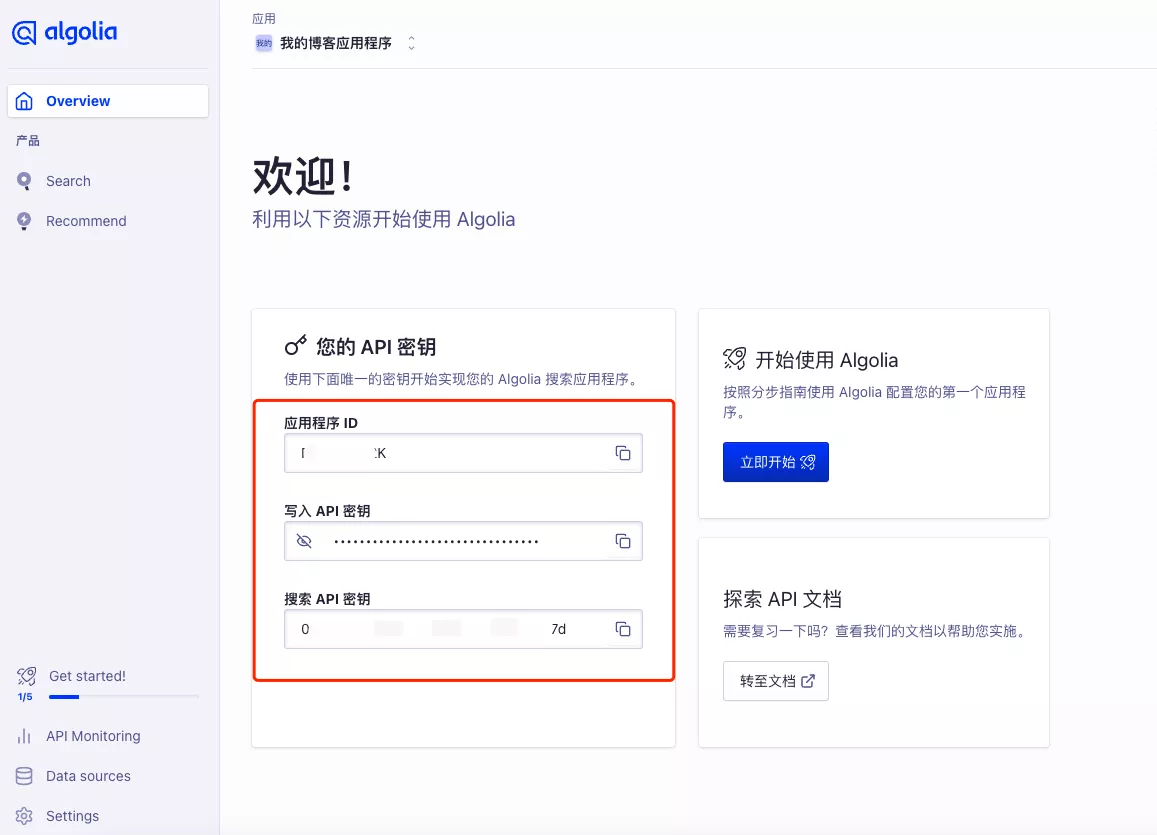 algolia
Overview
产品
Search
Recommend
Get started!
1/5
API Monitoring
Data sources
Settings
应用
我的 我的博客应用程序
欢迎！
利用以下资源开始使用 Algolia
您的 API 密钥
使用下面唯一的密钥开始实现您的 Algolia 搜索应用程序。
应用程序 ID
K
写入 API 密钥
••••••••••••••••••••••••••••••••
搜索 API 密钥
0 7d
开始使用 Algolia
按照分步指南使用 Algolia 配置您的第一个应用程
序。
立即开始
探索 API 文档
需要复习一下吗？查看我们的文档以帮助您实施。
转至文档